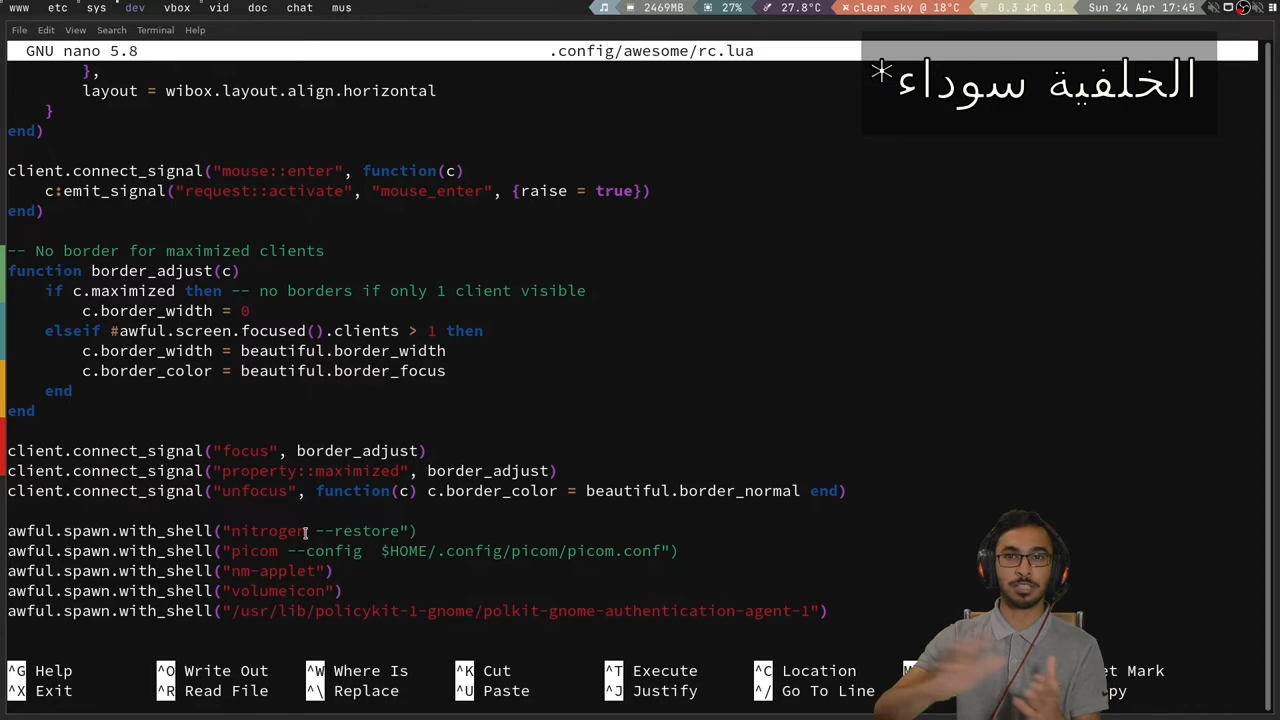 www etc sys dev vbox vid doc chat mus 2469MB 27% 27.8°C clear sky @ 18°C 0.3 ↓↑ 0.1 Sun 24 Apr 17:45
File Edit View Search Terminal Help
GNU nano 5.8 .config/awesome/rc.lua
الخلفية سوداء*
},
layout = wibox.layout.align.horizontal
}
end)
client.connect_signal("mouse::enter", function(c)
c:emit_signal("request::activate", "mouse_enter", {raise = true})
end)
-- No border for maximized clients
function border_adjust(c)
if c.maximized then -- no borders if only 1 client visible
c.border_width = 0
elseif #awful.screen.focused().clients > 1 then
c.border_width = beautiful.border_width
c.border_color = beautiful.border_focus
end
end
client.connect_signal("focus", border_adjust)
client.connect_signal("property::maximized", border_adjust)
client.connect_signal("unfocus", function(c) c.border_color = beautiful.border_normal end)
awful.spawn.with_shell("nitrogen --restore")
awful.spawn.with_shell("picom --config  $HOME/.config/picom/picom.conf")
awful.spawn.with_shell("nm-applet")
awful.spawn.with_shell("volumeicon")
awful.spawn.with_shell("/usr/lib/policykit-1-gnome/polkit-gnome-authentication-agent-1")
^G Help ^O Write Out ^W Where Is ^K Cut ^T Execute ^C Location Mark
^X Exit ^R Read File ^\ Replace ^U Paste ^J Justify ^/ Go To Line